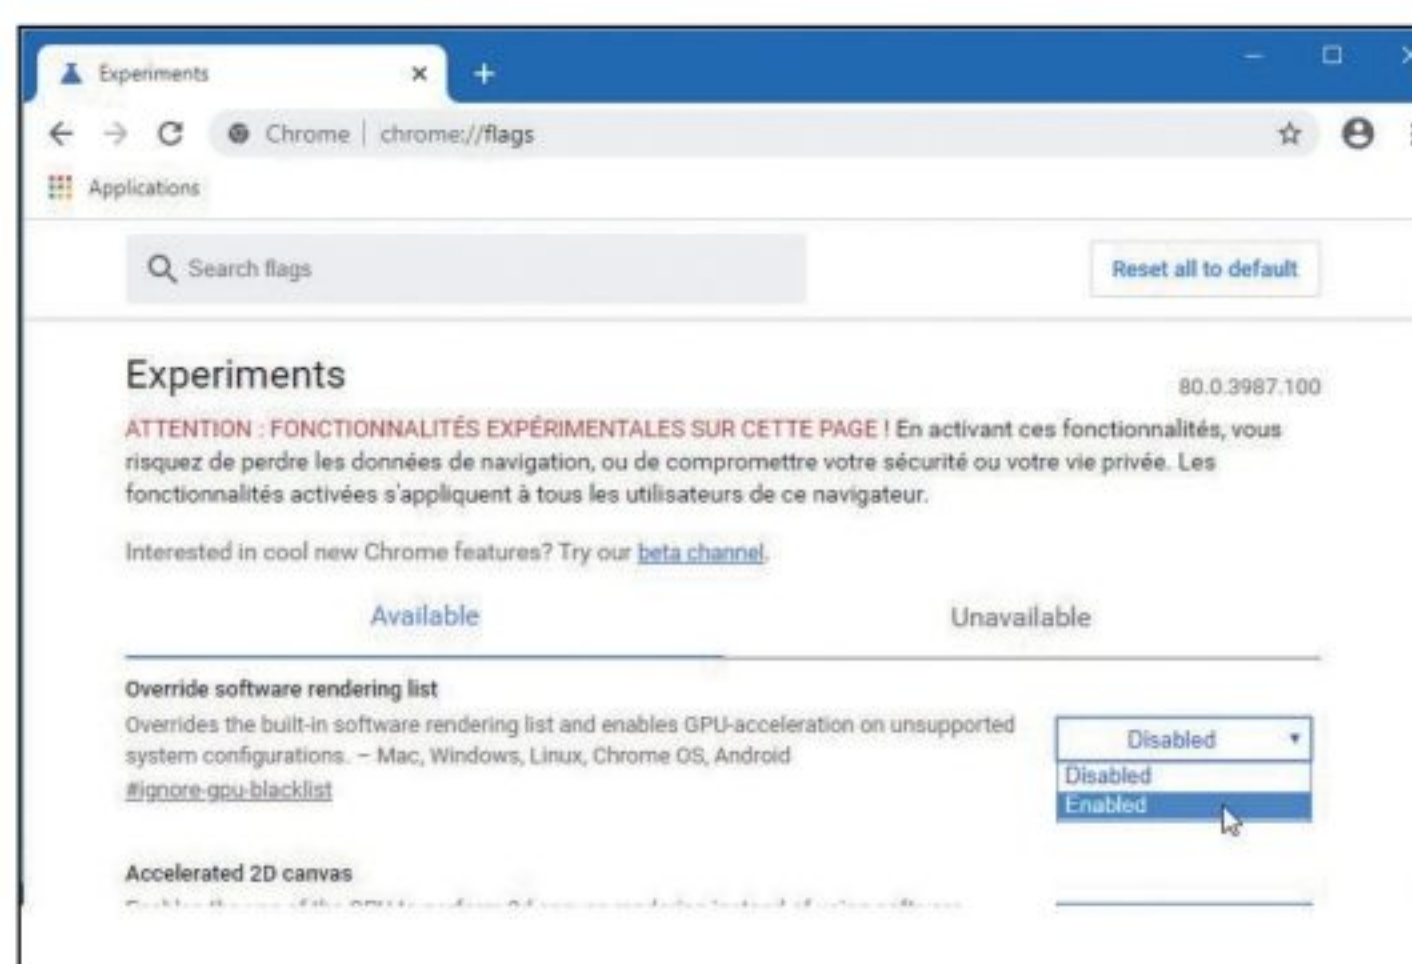 Experiments
Chrome | chrome://flags
Applications
Search flags
Reset all to default
Experiments
80.0.3987.100
ATTENTION : FONCTIONNALITÉS EXPÉRIMENTALES SUR CETTE PAGE ! En activant ces fonctionnalités, vous
risquez de perdre les données de navigation, ou de compromettre votre sécurité ou votre vie privée. Les
fonctionnalités activées s'appliquent à tous les utilisateurs de ce navigateur.
Interested in cool new Chrome features? Try our beta channel.
Available
Unavailable
Override software rendering list
Overrides the built-in software rendering list and enables GPU-acceleration on unsupported
system configurations. – Mac, Windows, Linux, Chrome OS, Android
#ignore-gpu-blacklist
Disabled
Disabled
Enabled
Accelerated 2D canvas